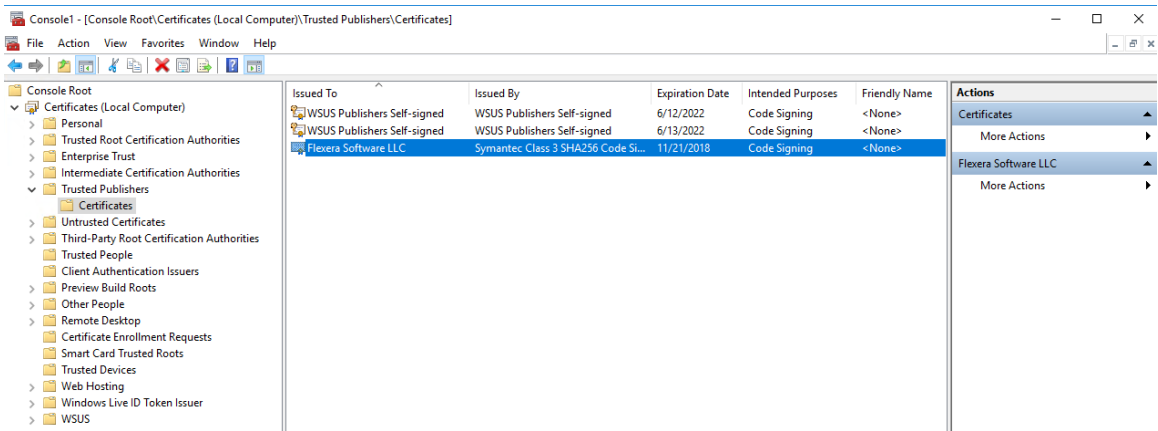 Console1 - [Console Root\Certificates (Local Computer)\Trusted Publishers\Certificates]
File Action View Favorites Window Help
Console Root
Certificates (Local Computer)
Personal
Trusted Root Certification Authorities
Enterprise Trust
Intermediate Certification Authorities
Trusted Publishers
Certificates
Untrusted Certificates
Third-Party Root Certification Authorities
Trusted People
Client Authentication Issuers
Preview Build Roots
Other People
Remote Desktop
Certificate Enrollment Requests
Smart Card Trusted Roots
Trusted Devices
Web Hosting
Windows Live ID Token Issuer
WSUS
Issued To Issued By Expiration Date Intended Purposes Friendly Name
WSUS Publishers Self-signed WSUS Publishers Self-signed 6/12/2022 Code Signing <None>
WSUS Publishers Self-signed WSUS Publishers Self-signed 6/13/2022 Code Signing <None>
Flexera Software LLC Symantec Class 3 SHA256 Code Si... 11/21/2018 Code Signing <None>
Actions
Certificates
More Actions
Flexera Software LLC
More Actions